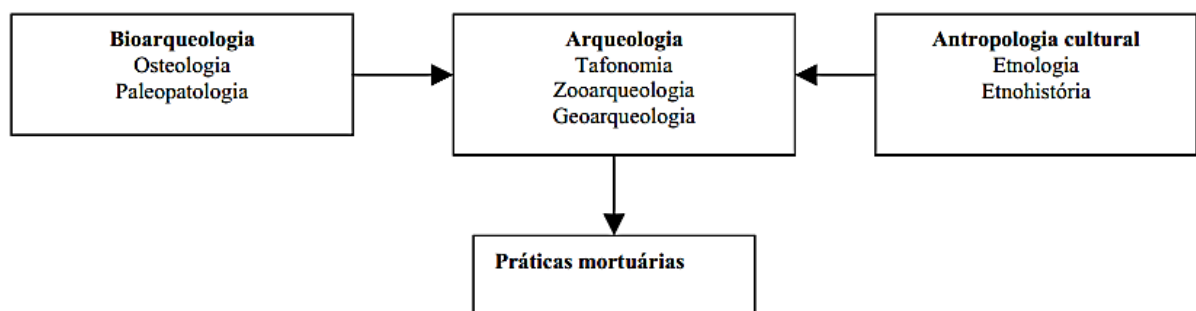 Bioarqueologia
Osteologia
Paleopatologia
Arqueologia
Tafonomia
Zooarqueologia
Geoarqueologia
Antropologia cultural
Etnologia
Etnohistória
Práticas mortuárias